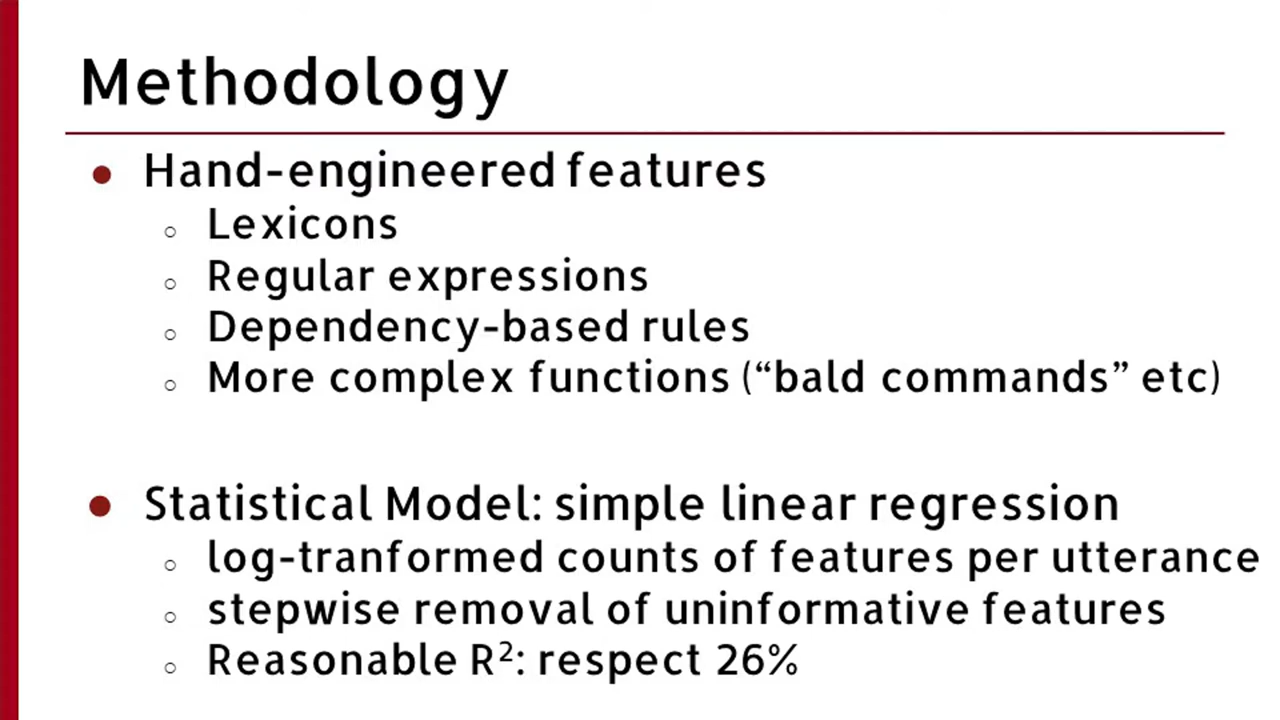 Methodology
● Hand-engineered features
○ Lexicons
○ Regular expressions
○ Dependency-based rules
○ More complex functions (“bald commands” etc)
● Statistical Model: simple linear regression
○ log-tranformed counts of features per utterance
○ stepwise removal of uninformative features
○ Reasonable R²: respect 26%